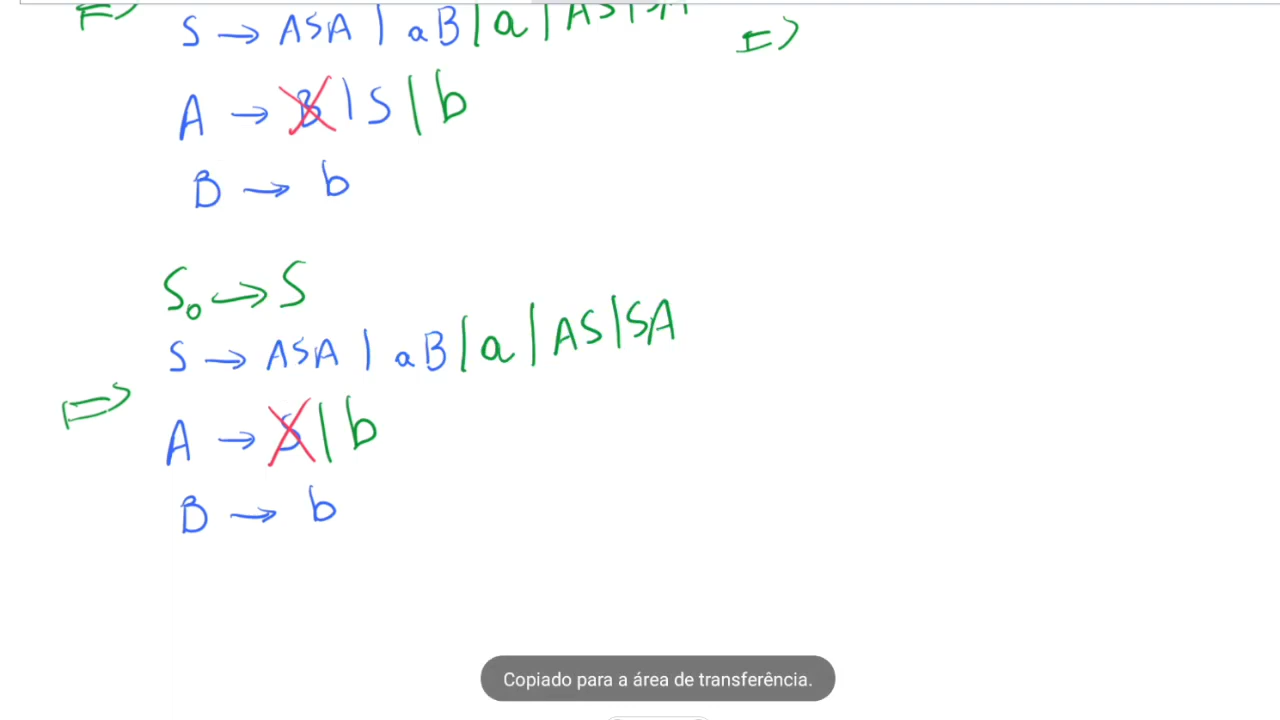 =>
S → ASA | aB | a | AS | SA
=>
A → B | S | b
B → b
S₀ → S
S → ASA | aB | a | AS | SA
=>
A → S | b
B → b
Copiado para a área de transferência.